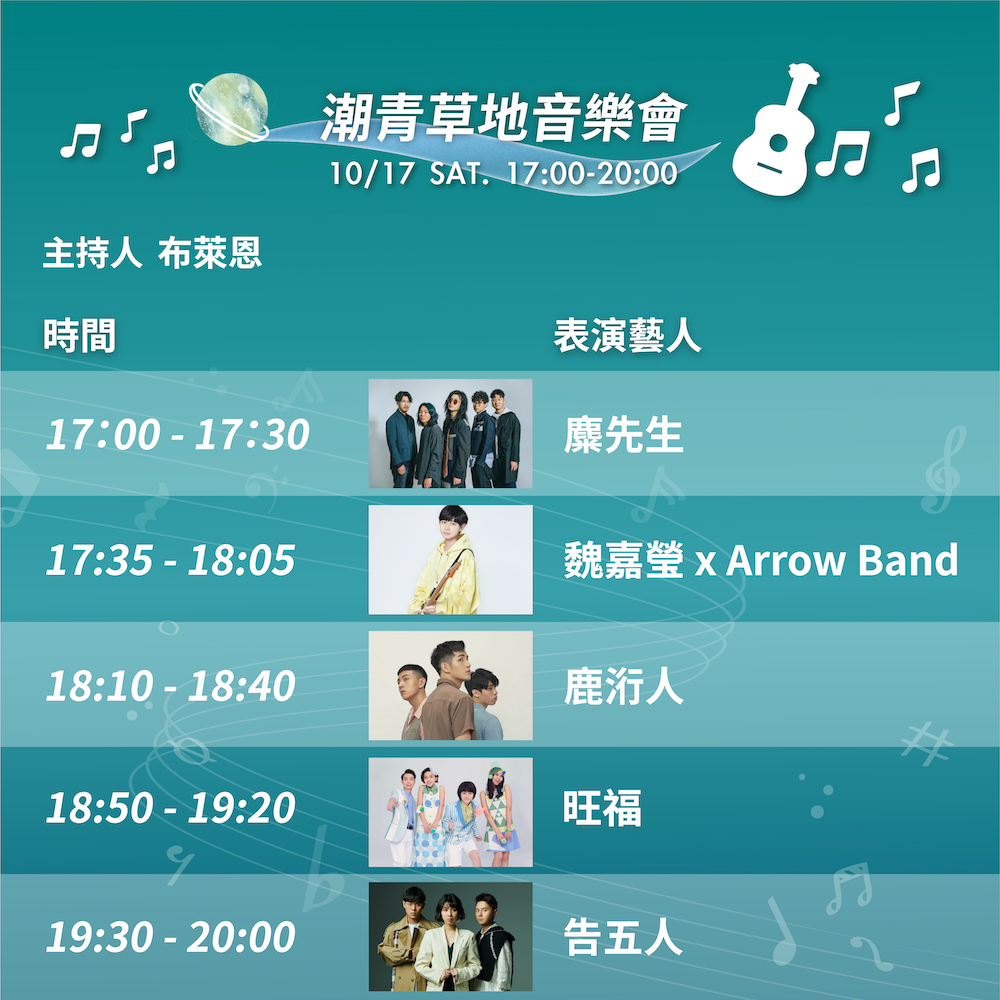 潮青草地音樂會
10/17 SAT. 17:00-20:00
主持人 布萊恩
時間 表演藝人
17:00 - 17:30 麋先生
17:35 - 18:05 魏嘉瑩 x Arrow Band
18:10 - 18:40 鹿洐人
18:50 - 19:20 旺福
19:30 - 20:00 告五人